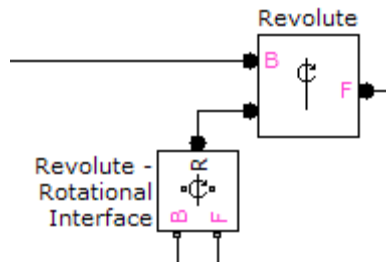 Revolute
B
F
Revolute -
Rotational
Interface
R
B F